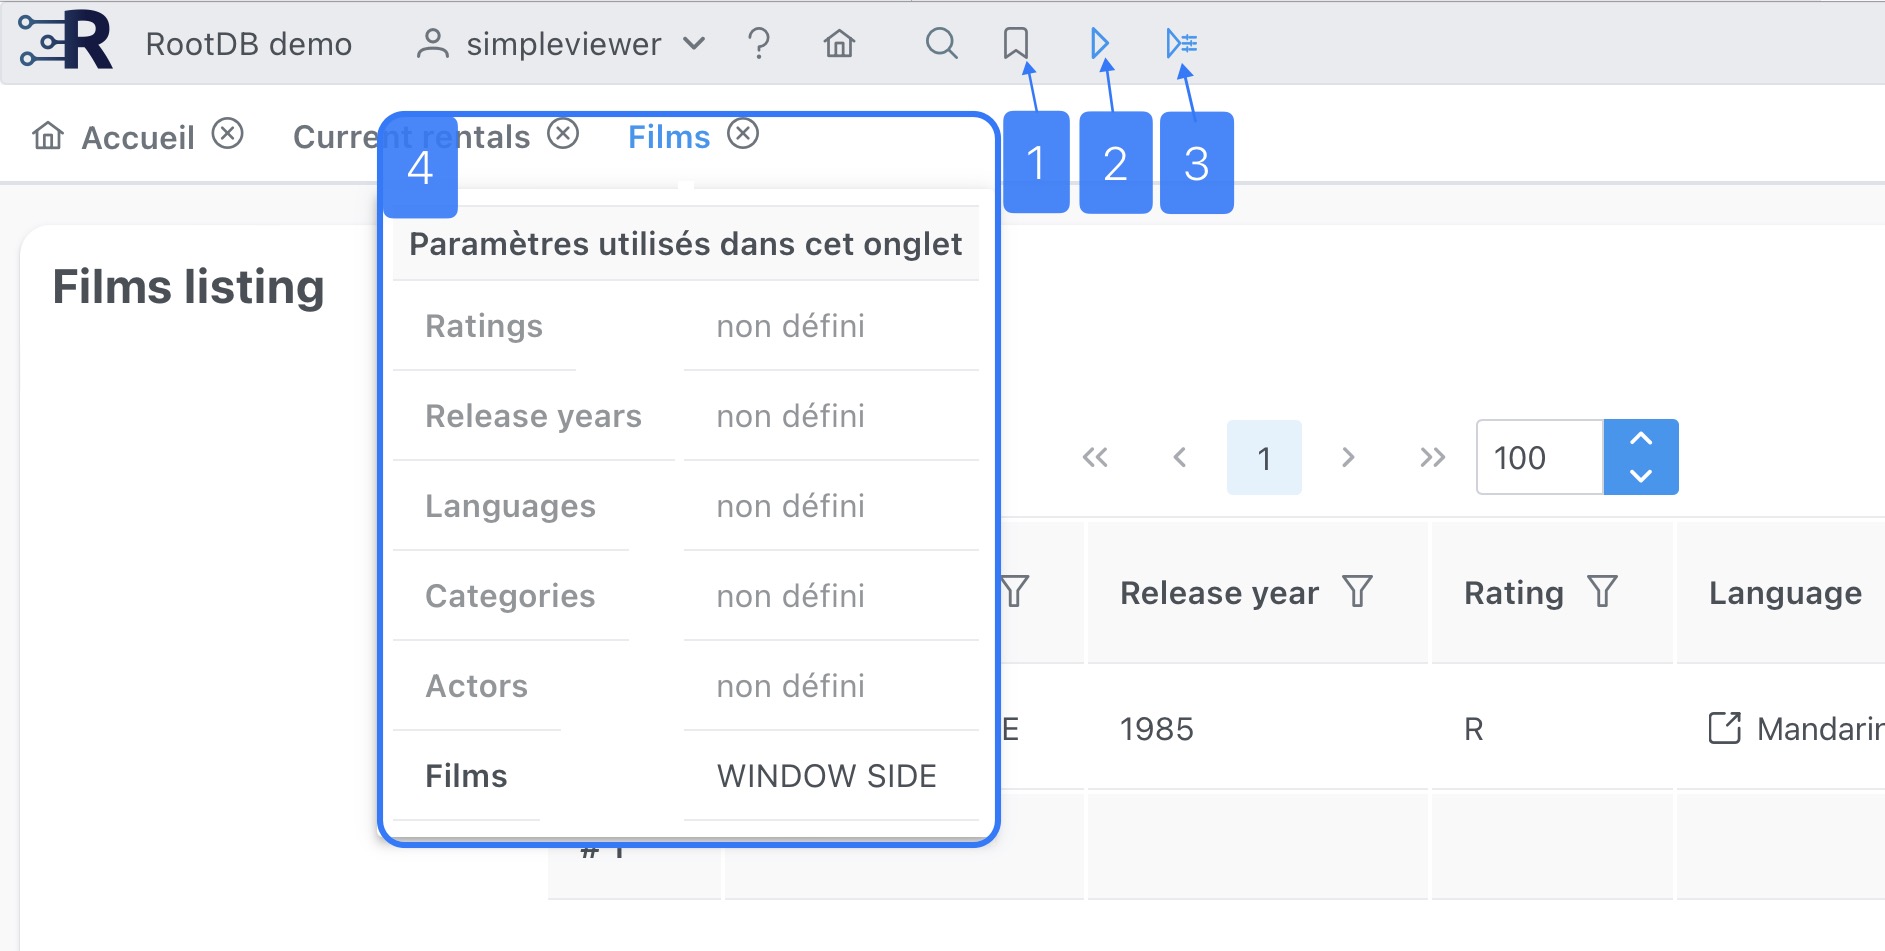 R RootDB demo simpleviewer
Accueil Current rentals Films
4 1 2 3
Films listing
Paramètres utilisés dans cet onglet
Ratings non défini
Release years non défini
Languages non défini
Categories non défini
Actors non défini
Films WINDOW SIDE
1 100
Release year Rating Language
E 1985 R Mandarin
# 1